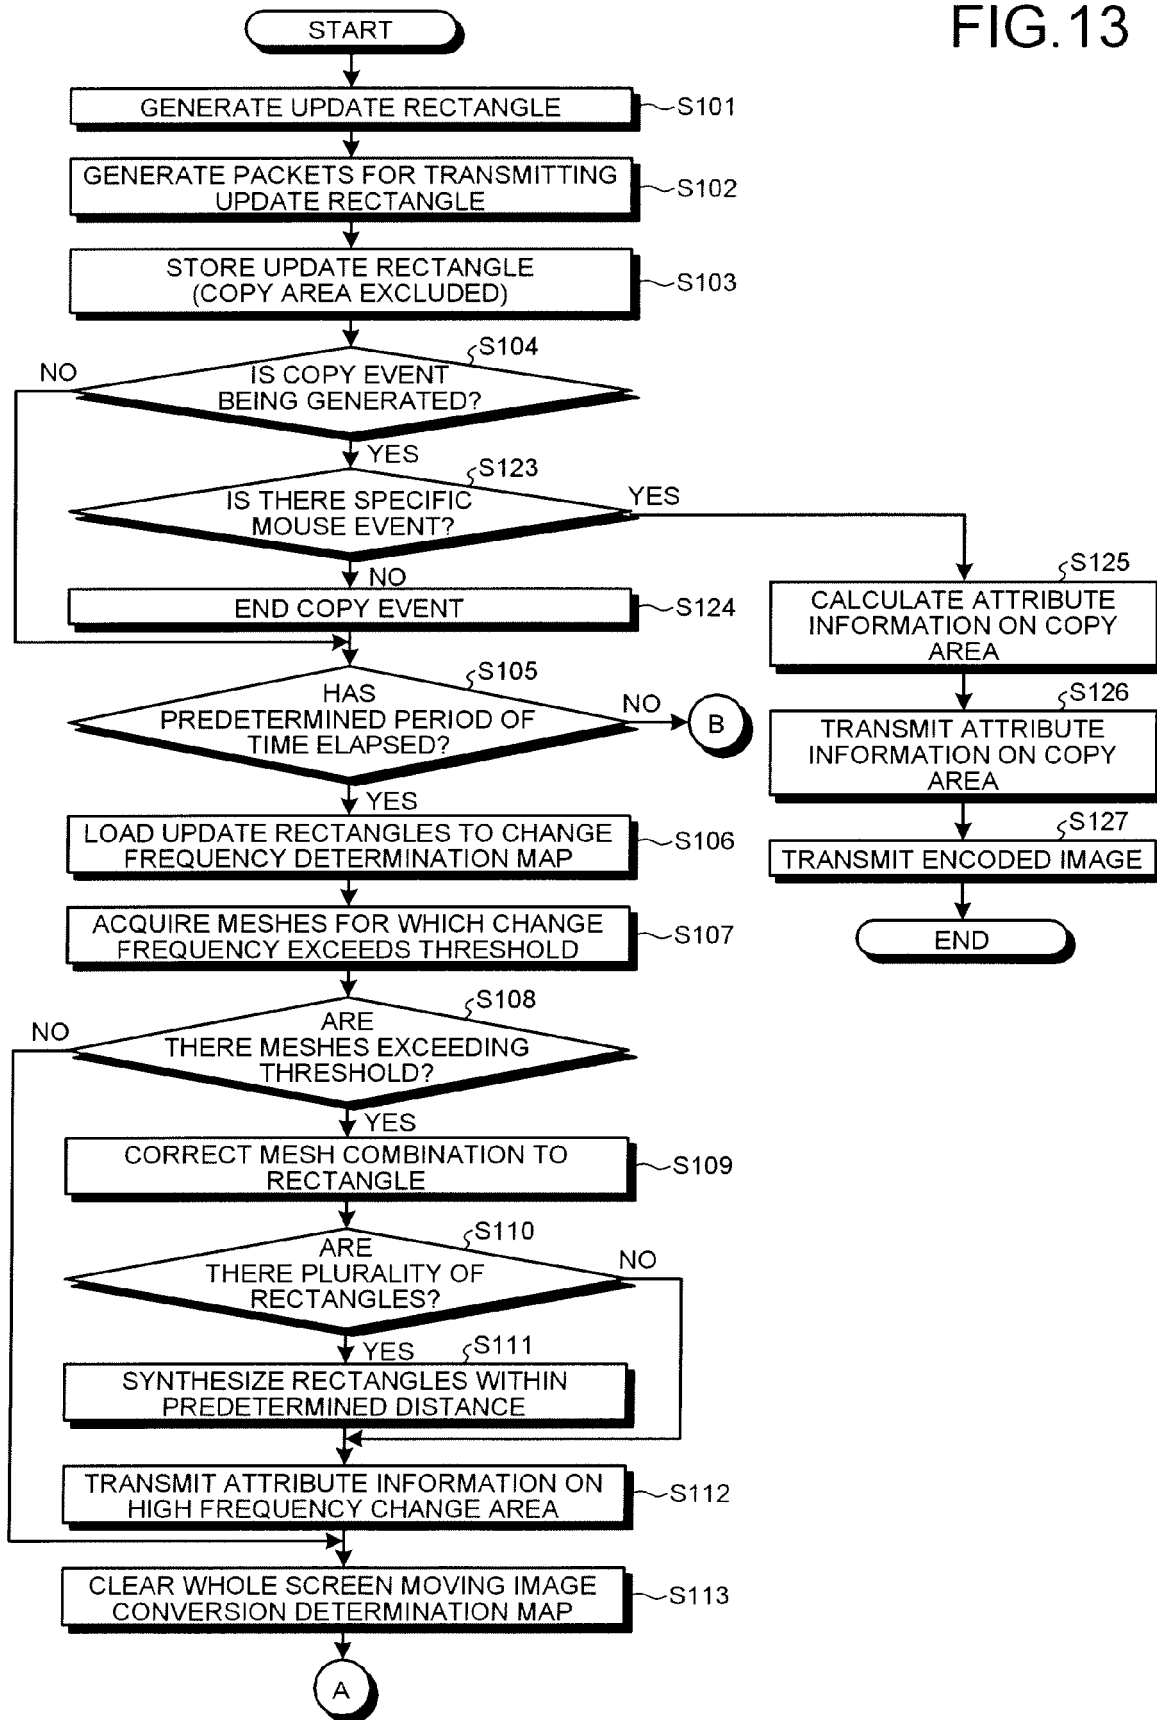 FIG.13
START
GENERATE UPDATE RECTANGLE
S101
GENERATE PACKETS FOR TRANSMITTING
UPDATE RECTANGLE
S102
STORE UPDATE RECTANGLE
(COPY AREA EXCLUDED)
S103
S104
NO
IS COPY EVENT
BEING GENERATED?
YES
S123
IS THERE SPECIFIC
MOUSE EVENT?
YES
NO
END COPY EVENT
S124
S125
CALCULATE ATTRIBUTE
INFORMATION ON COPY
AREA
S126
TRANSMIT ATTRIBUTE
INFORMATION ON COPY
AREA
S127
TRANSMIT ENCODED IMAGE
END
S105
HAS
PREDETERMINED PERIOD OF
TIME ELAPSED?
NO
B
YES
LOAD UPDATE RECTANGLES TO CHANGE
FREQUENCY DETERMINATION MAP
S106
ACQUIRE MESHES FOR WHICH CHANGE
FREQUENCY EXCEEDS THRESHOLD
S107
S108
NO
ARE
THERE MESHES EXCEEDING
THRESHOLD?
YES
CORRECT MESH COMBINATION TO
RECTANGLE
S109
S110
ARE
THERE PLURALITY OF
RECTANGLES?
NO
YES
S111
SYNTHESIZE RECTANGLES WITHIN
PREDETERMINED DISTANCE
TRANSMIT ATTRIBUTE INFORMATION ON
HIGH FREQUENCY CHANGE AREA
S112
CLEAR WHOLE SCREEN MOVING IMAGE
CONVERSION DETERMINATION MAP
S113
A